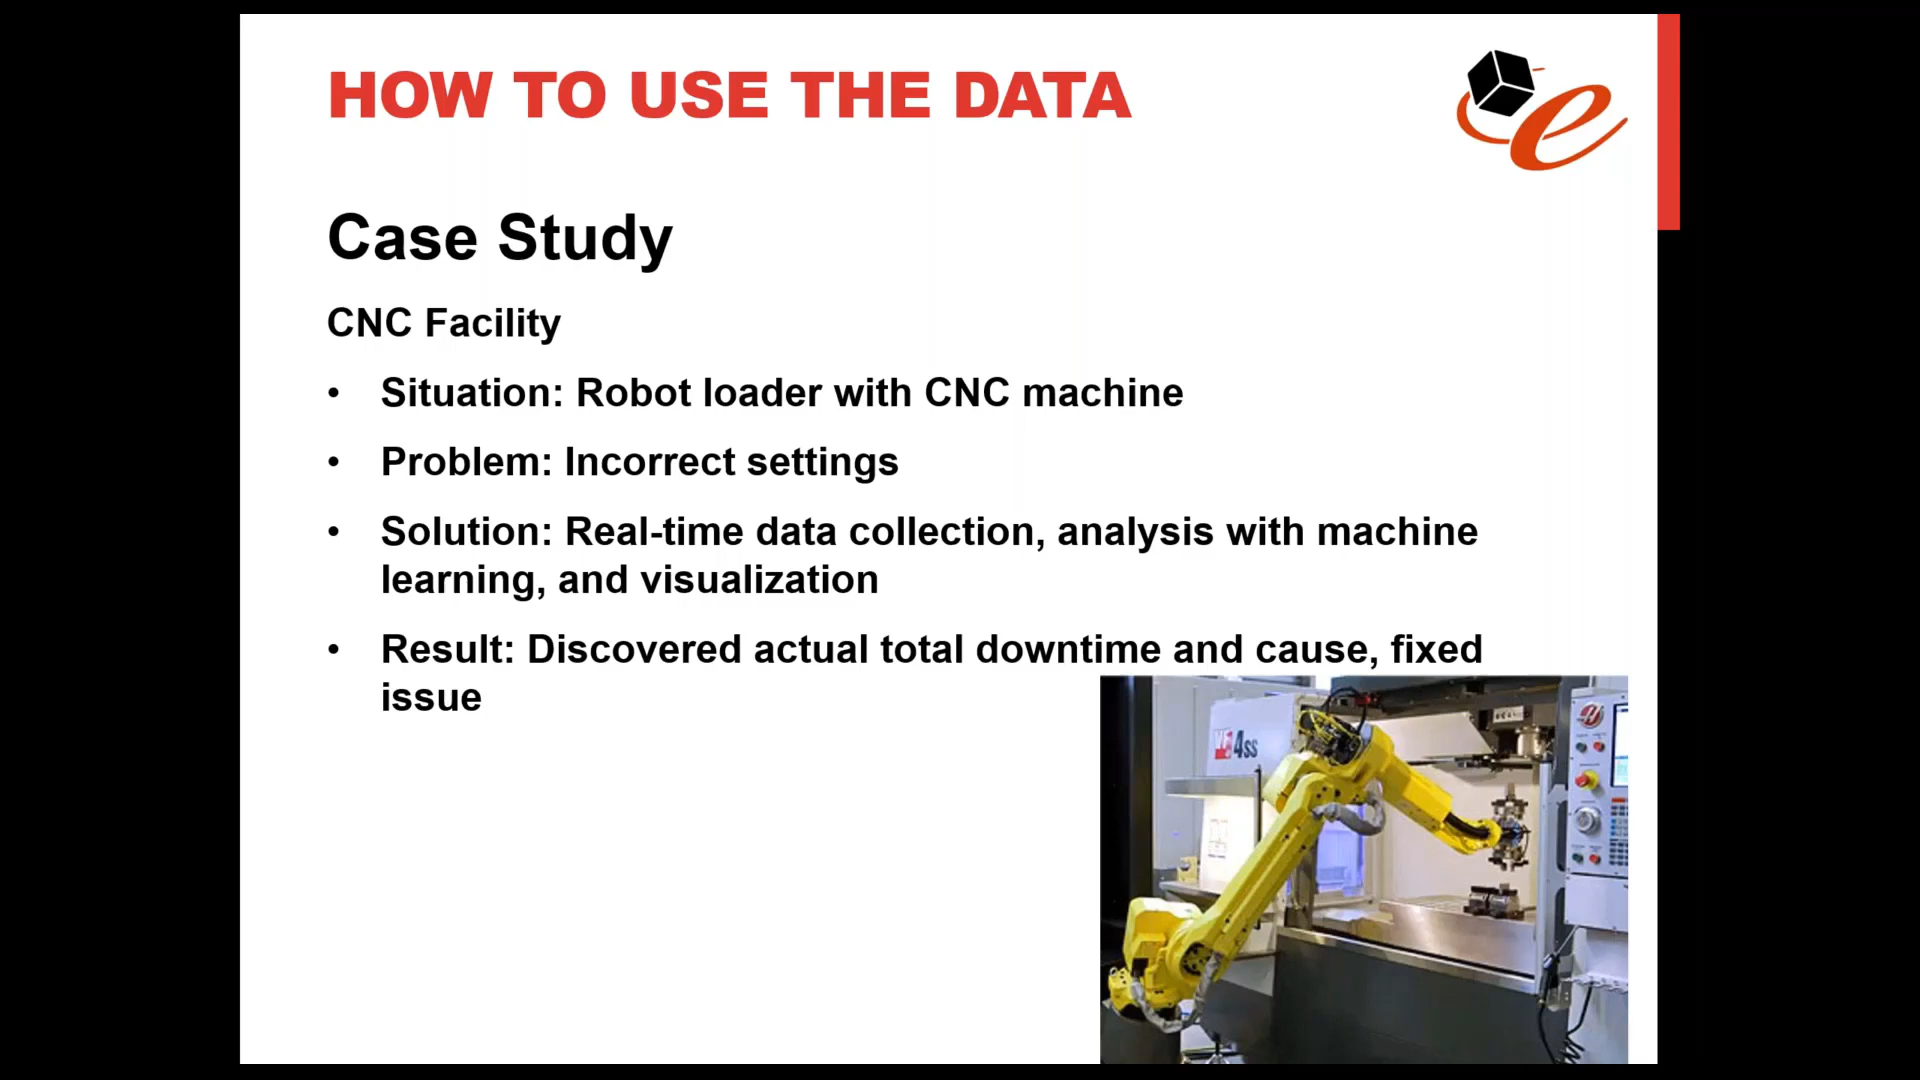 HOW TO USE THE DATA
Case Study
CNC Facility
• Situation: Robot loader with CNC machine
• Problem: Incorrect settings
• Solution: Real-time data collection, analysis with machine
learning, and visualization
• Result: Discovered actual total downtime and cause, fixed
issue
4SS